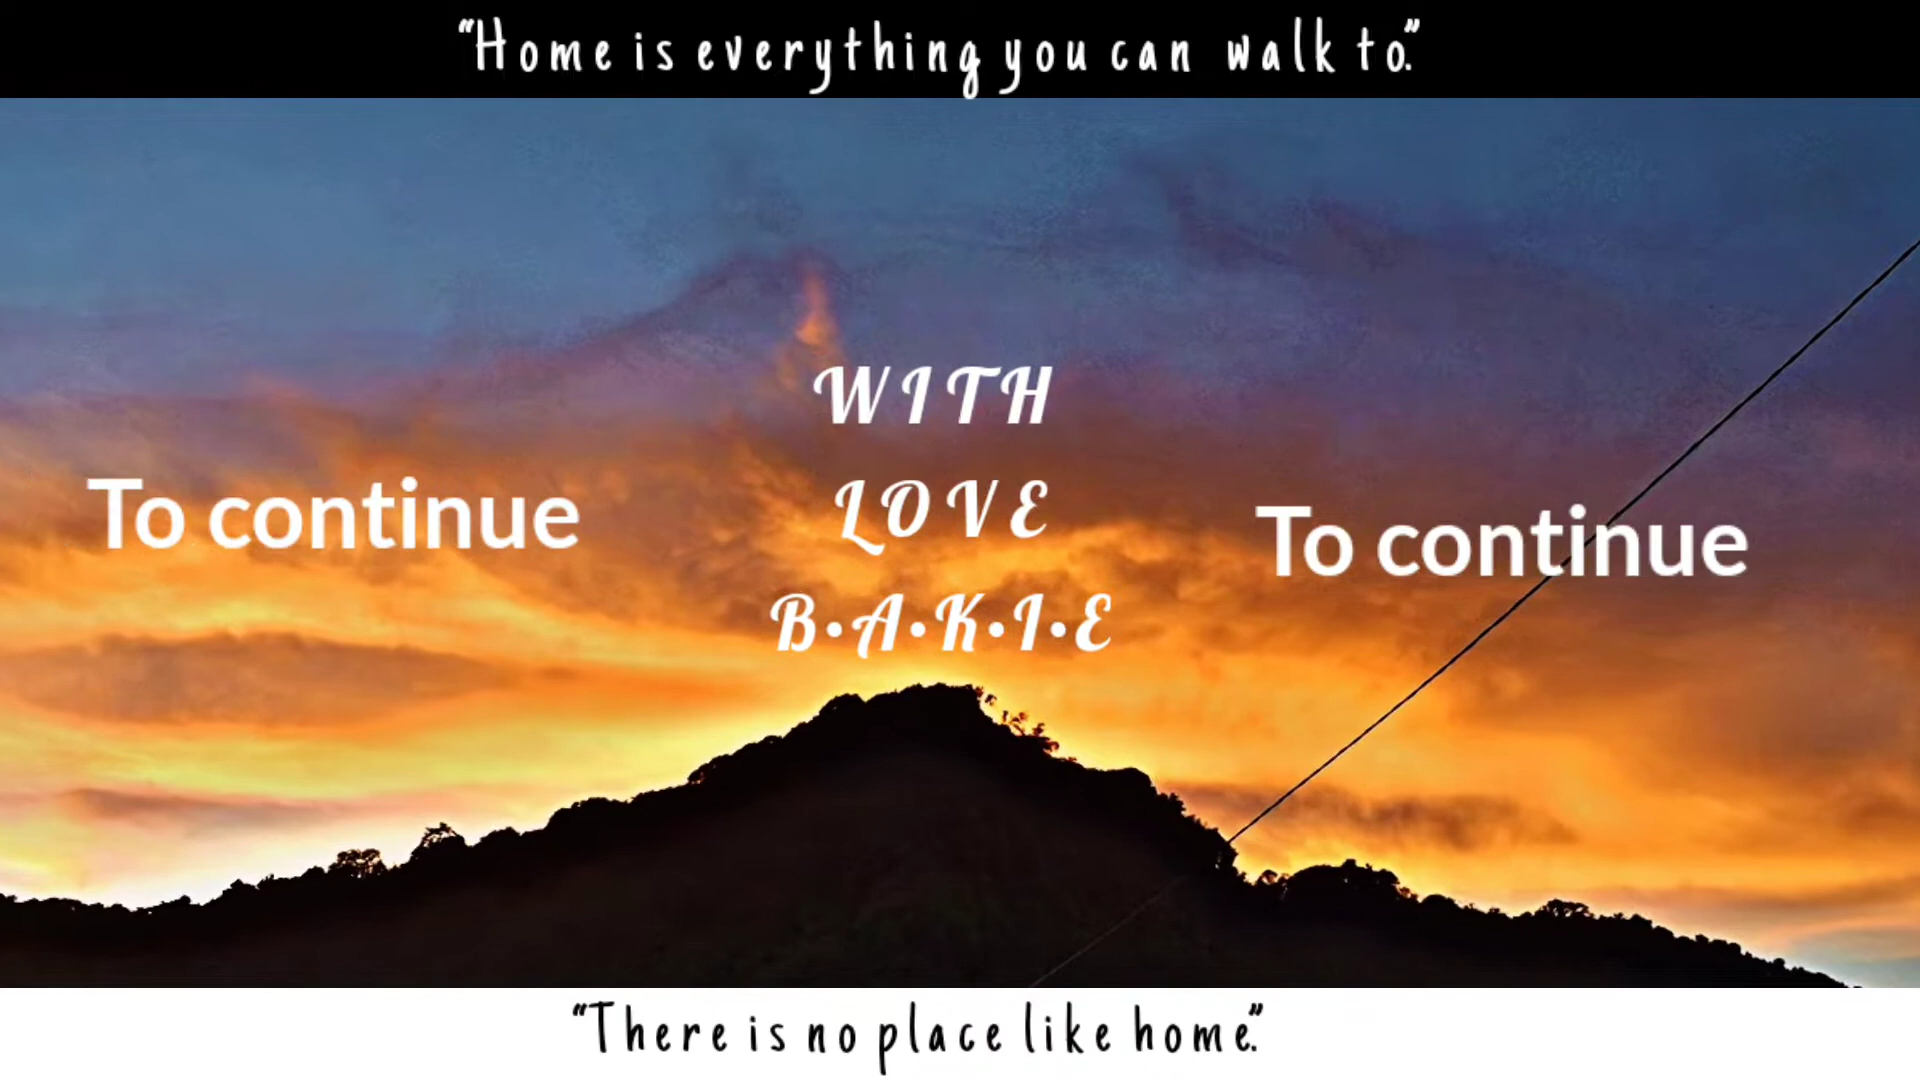 “Home is everything you can walk to.”
WITH
To continue
LOVE
To continue
B•A•K•I•E
“There is no place like home.”